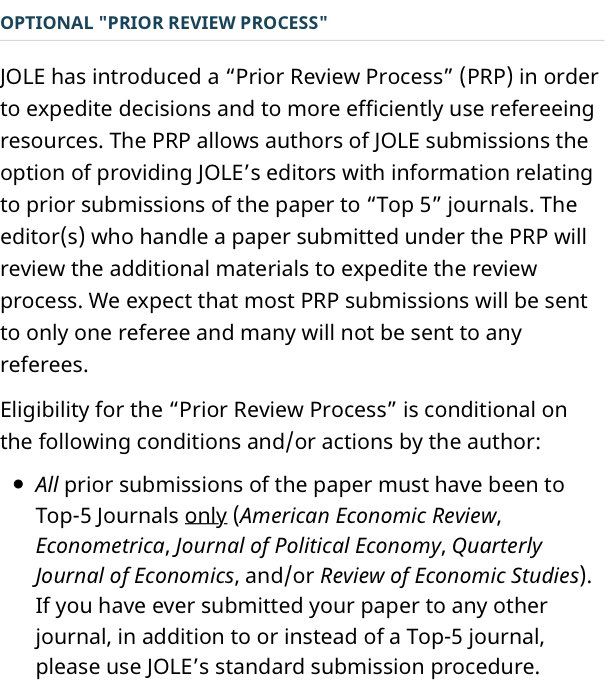 OPTIONAL "PRIOR REVIEW PROCESS"
JOLE has introduced a “Prior Review Process” (PRP) in order
to expedite decisions and to more efficiently use refereeing
resources. The PRP allows authors of JOLE submissions the
option of providing JOLE’s editors with information relating
to prior submissions of the paper to “Top 5” journals. The
editor(s) who handle a paper submitted under the PRP will
review the additional materials to expedite the review
process. We expect that most PRP submissions will be sent
to only one referee and many will not be sent to any
referees.
Eligibility for the “Prior Review Process” is conditional on
the following conditions and/or actions by the author:
• All prior submissions of the paper must have been to
Top-5 Journals only (American Economic Review,
Econometrica, Journal of Political Economy, Quarterly
Journal of Economics, and/or Review of Economic Studies).
If you have ever submitted your paper to any other
journal, in addition to or instead of a Top-5 journal,
please use JOLE’s standard submission procedure.